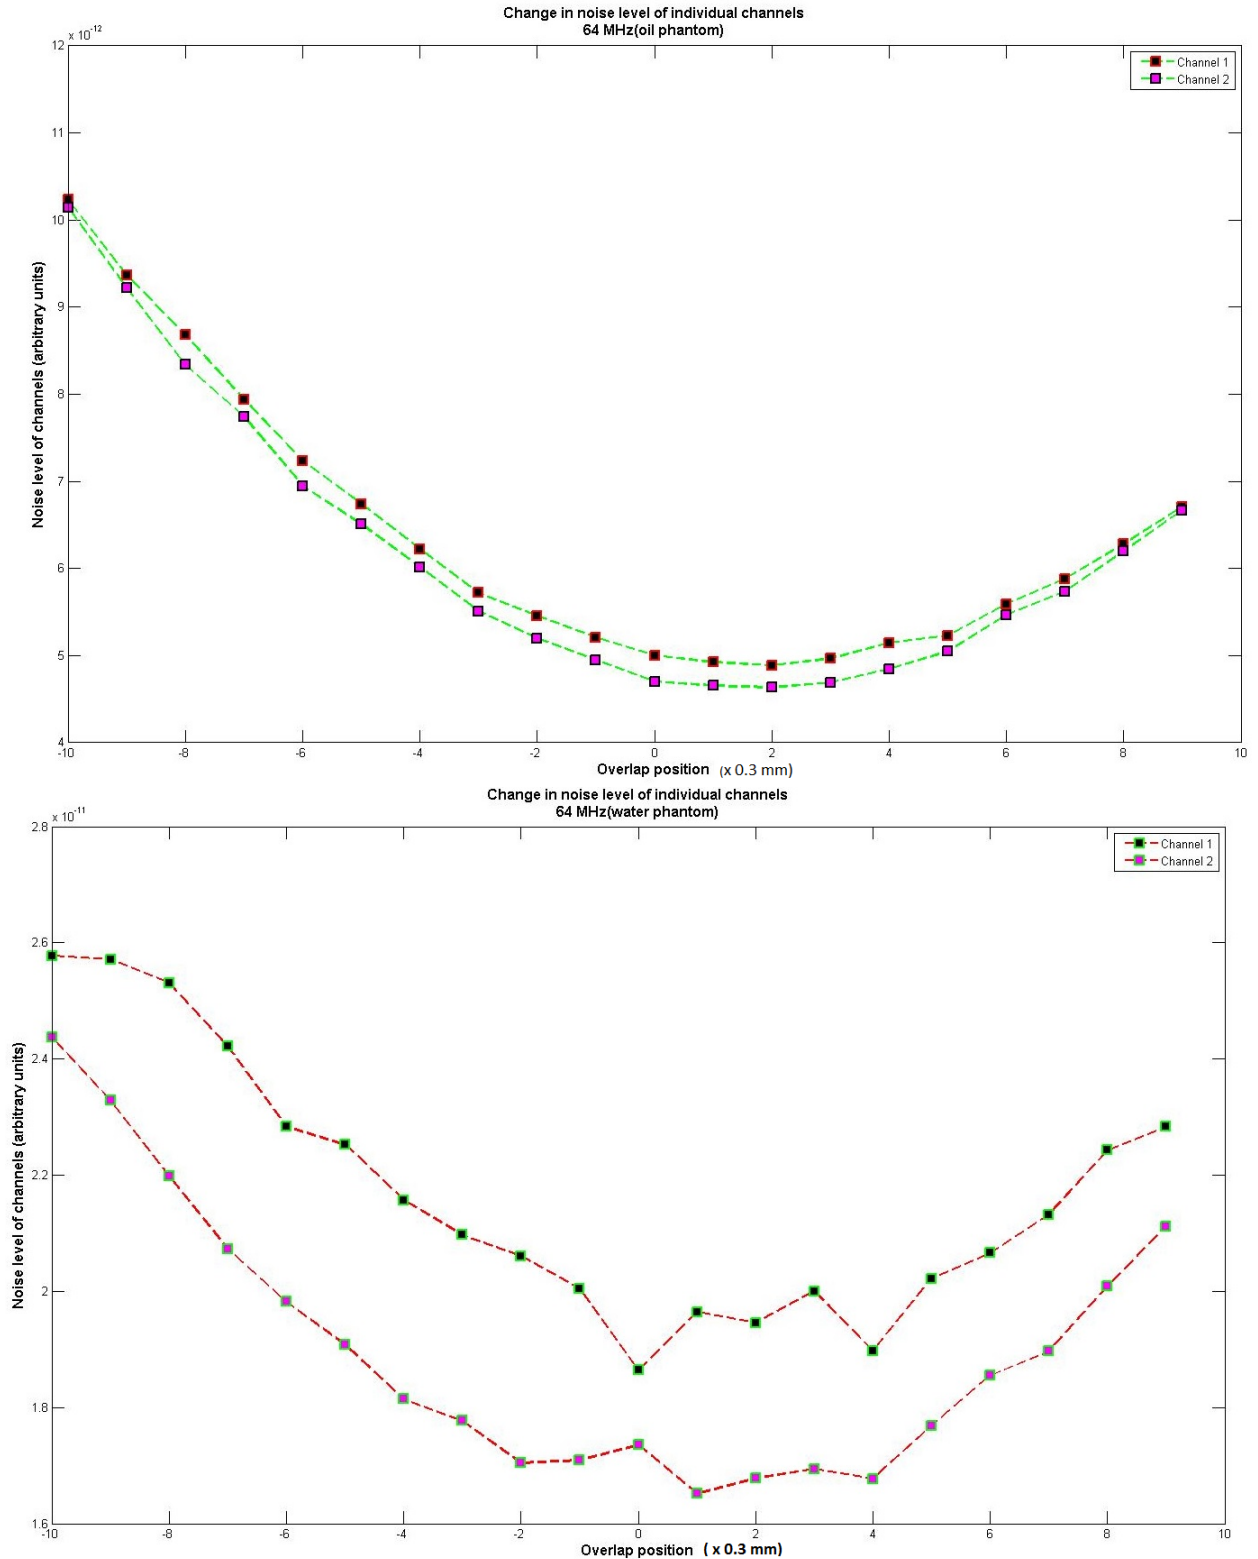 Change in noise level of individual channels
64 MHz(oil phantom)
x 10^-12
12
11
10
9
8
7
6
5
4
Noise level of channels (arbitrary units)
Channel 1
Channel 2
-10 -8 -6 -4 -2 0 2 4 6 8 10
Overlap position (x 0.3 mm)
Change in noise level of individual channels
64 MHz(water phantom)
x 10^-11
2.8
2.6
2.4
2.2
2
1.8
1.6
Noise level of channels (arbitrary units)
Channel 1
Channel 2
-10 -8 -6 -4 -2 0 2 4 6 8 10
Overlap position ( x 0.3 mm)